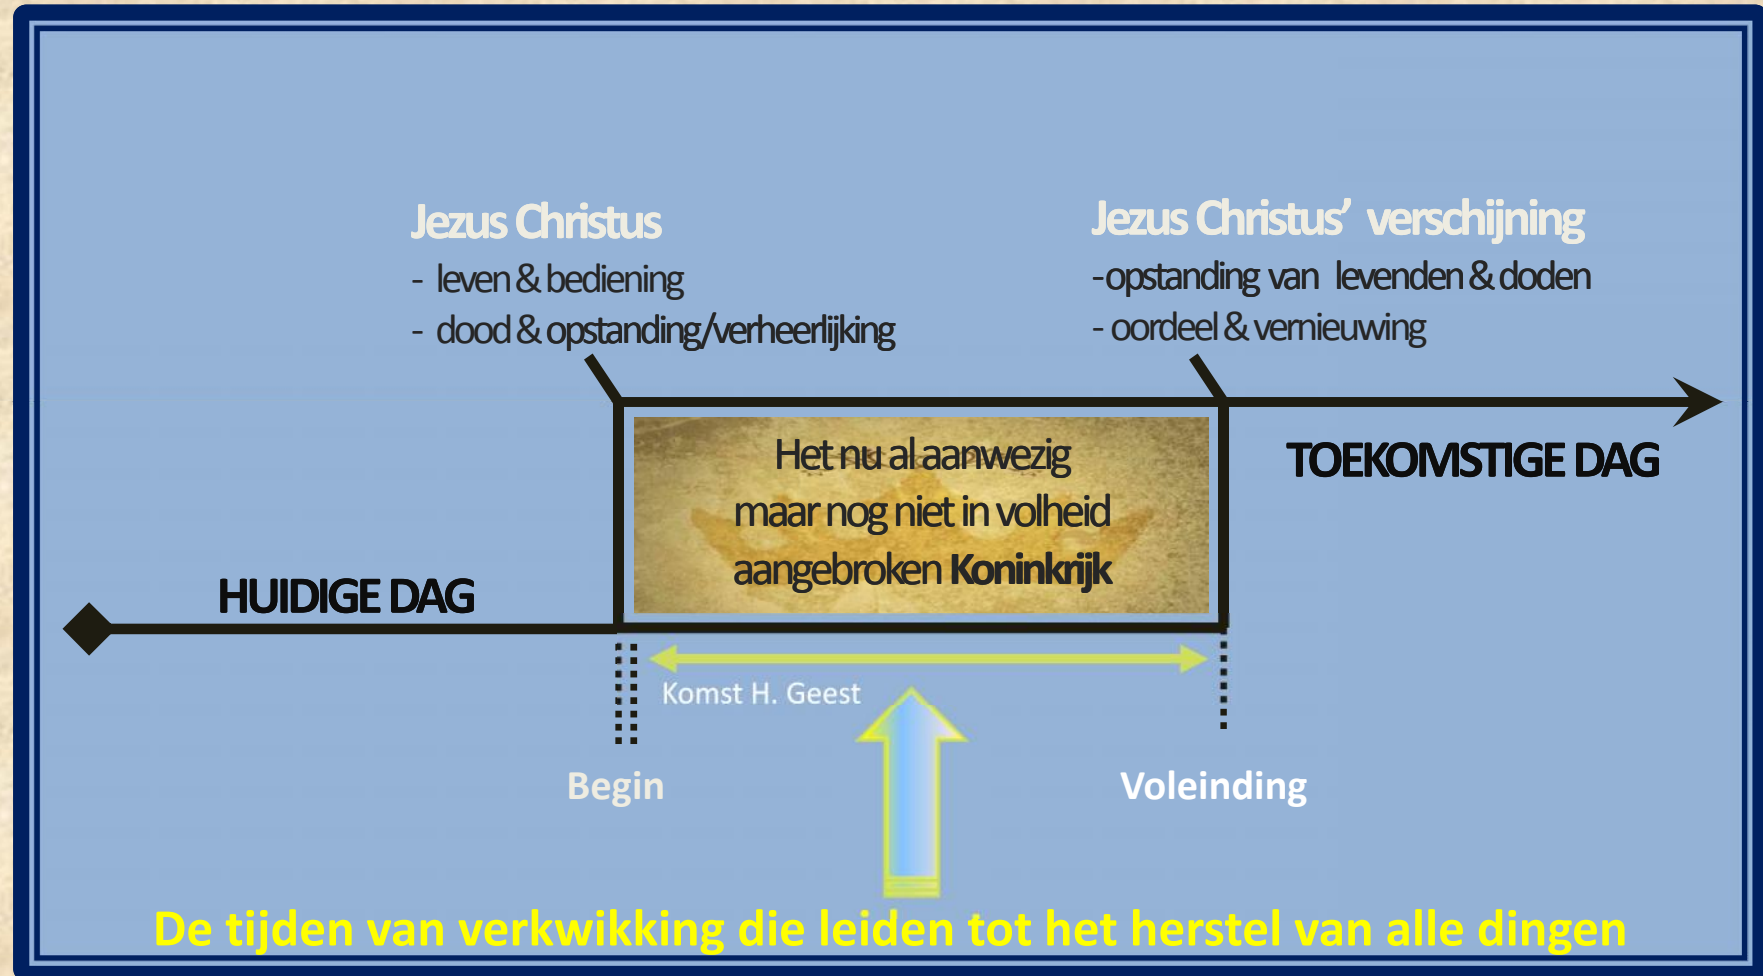 Jezus Christus
- leven & bediening
- dood & opstanding/verheerlijking
Jezus Christus’ verschijning
-opstanding van levenden & doden
- oordeel & vernieuwing
Het nu al aanwezig
maar nog niet in volheid
aangebroken Koninkrijk
TOEKOMSTIGE DAG
HUIDIGE DAG
Komst H. Geest
Begin
Voleinding
De tijden van verkwikking die leiden tot het herstel van alle dingen